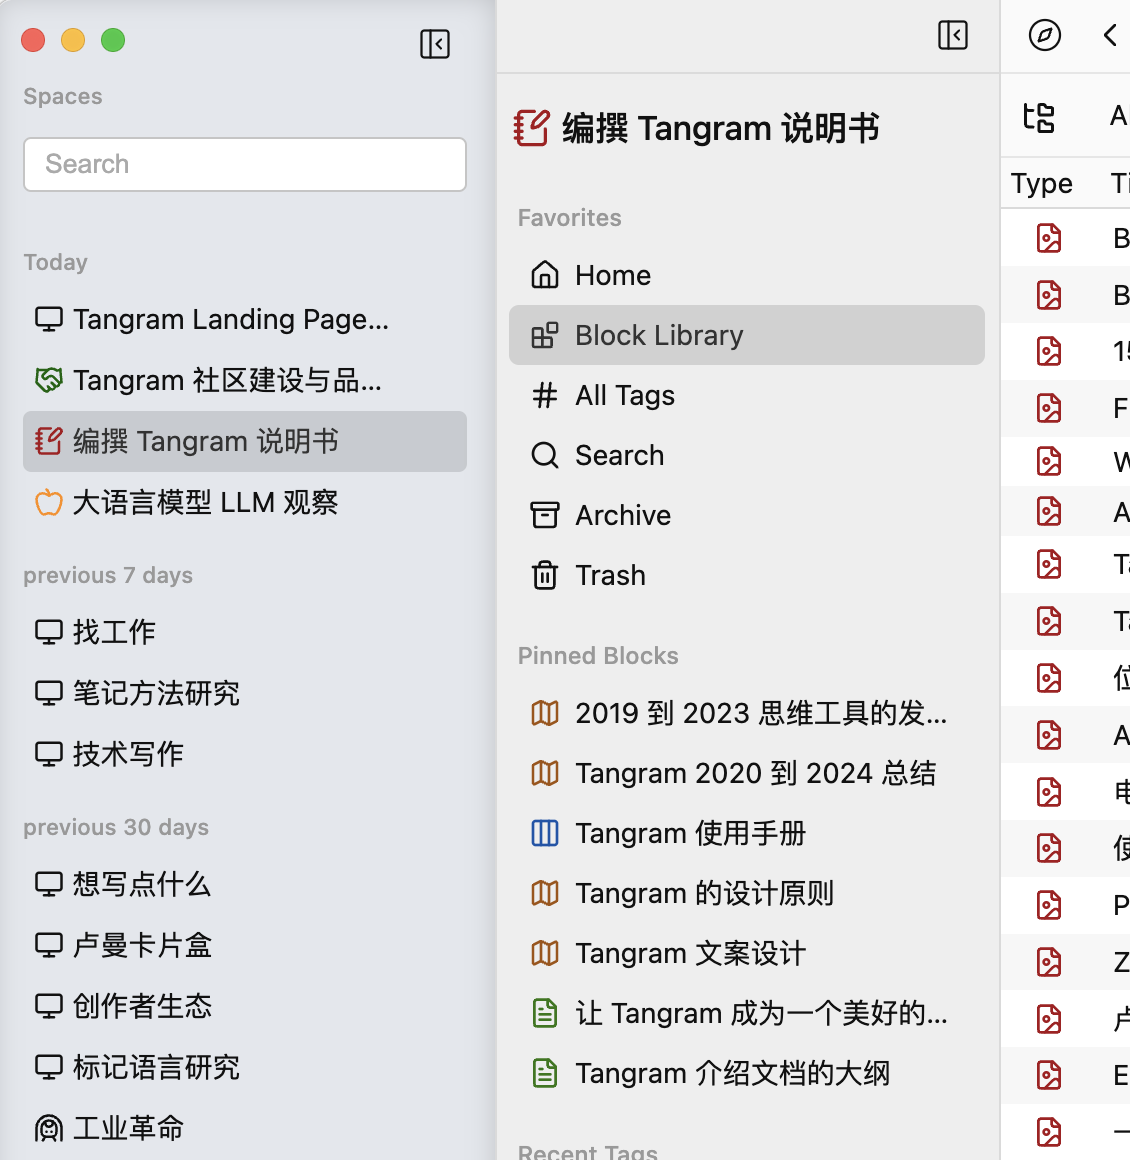 Spaces
Search
Today
Tangram Landing Page...
Tangram 社区建设与品...
编撰 Tangram 说明书
大语言模型 LLM 观察
previous 7 days
找工作
笔记方法研究
技术写作
previous 30 days
想写点什么
卢曼卡片盒
创作者生态
标记语言研究
工业革命
编撰 Tangram 说明书
Favorites
Home
Block Library
All Tags
Search
Archive
Trash
Pinned Blocks
2019 到 2023 思维工具的发...
Tangram 2020 到 2024 总结
Tangram 使用手册
Tangram 的设计原则
Tangram 文案设计
让 Tangram 成为一个美好的...
Tangram 介绍文档的大纲
Recent Tags
Type